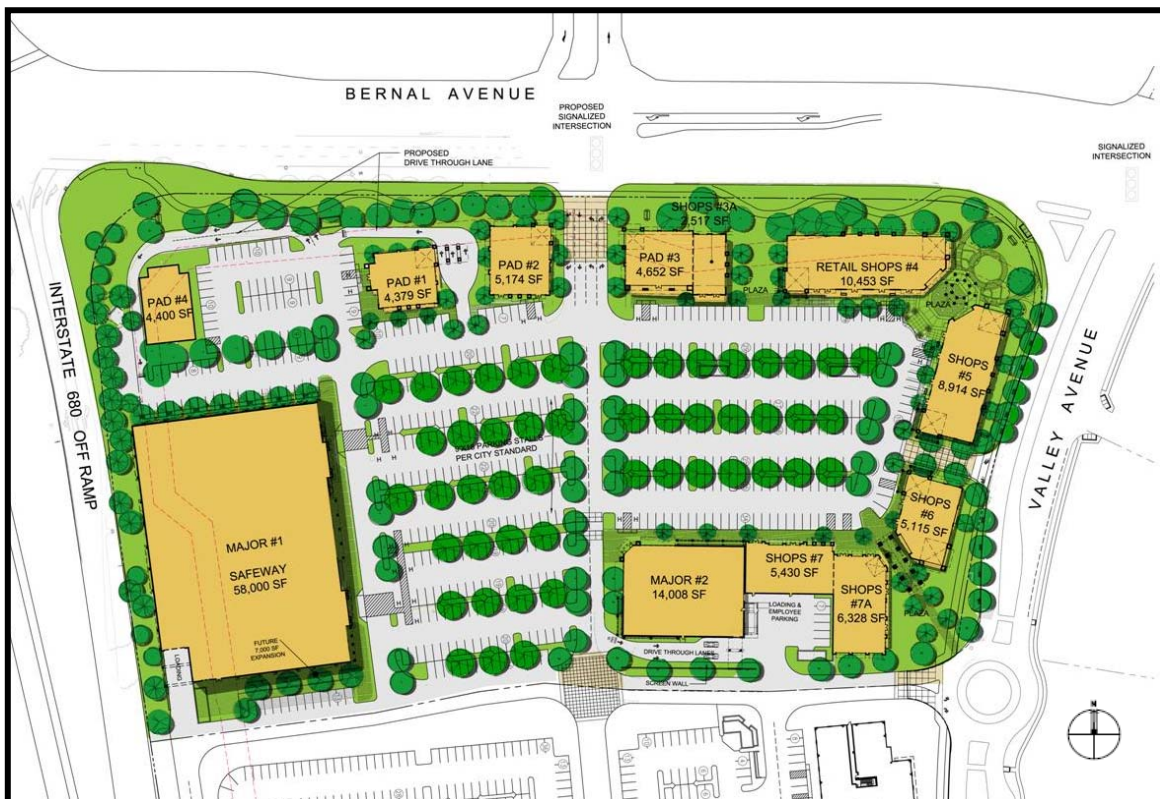 BERNAL AVENUE
PROPOSED
SIGNALIZED
INTERSECTION
SIGNALIZED
INTERSECTION
PROPOSED
DRIVE THROUGH LANE
SHOPS #3A
2,517 SF
PAD #4
4,400 SF
PAD #1
4,379 SF
PAD #2
5,174 SF
PAD #3
4,652 SF
RETAIL SHOPS #4
10,453 SF
PLAZA
PLAZA
INTERSTATE 680 OFF RAMP
SHOPS
#5
8,914 SF
VALLEY AVENUE
PARKING STALLS
PER CITY STANDARD
SHOPS
#6
5,115 SF
MAJOR #1
SAFEWAY
58,000 SF
MAJOR #2
14,008 SF
SHOPS #7
5,430 SF
SHOPS
#7A
6,328 SF
LOADING &
EMPLOYEE
PARKING
FUTURE
7,000 SF
EXPANSION
LOADING
DRIVE THROUGH LANES
SCREEN WALL
N